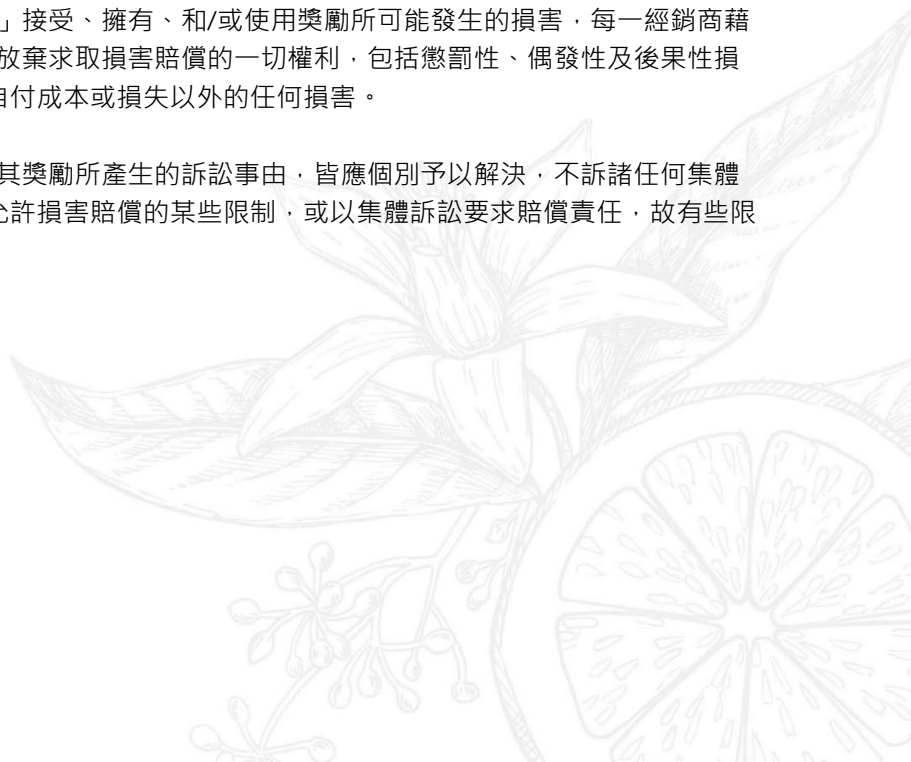 」接受、擁有、和/或使用獎勵所可能發生的損害，每一經銷商藉
放棄求取損害賠償的一切權利，包括懲罰性、偶發性及後果性損
自付成本或損失以外的任何損害。
其獎勵所產生的訴訟事由，皆應個別予以解決，不訴諸任何集體
允許損害賠償的某些限制，或以集體訴訟要求賠償責任，故有些限